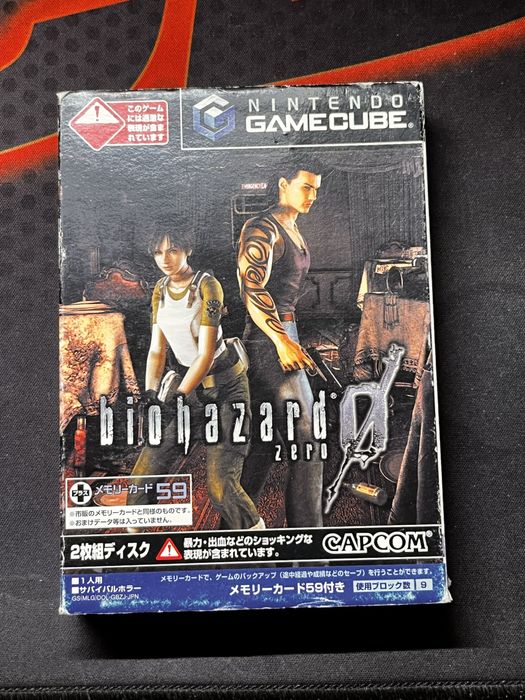 このゲーム
には過激な
表現が含ま
れています
NINTENDO
GAMECUBE®
EMERGENCY
biohazard® 0
zero
プラス メモリーカード 59
※市販のメモリーカードと同様のものです。
※おまけデータ等は入っていません。
2枚組ディスク
暴力・出血などのショッキングな
表現が含まれています。
CAPCOM®
■1人用
■サバイバルホラー
メモリーカードで、ゲームのバックアップ(途中経過や成績などのセーブ)を行うことができます。
メモリーカード59付き 使用ブロック数 9